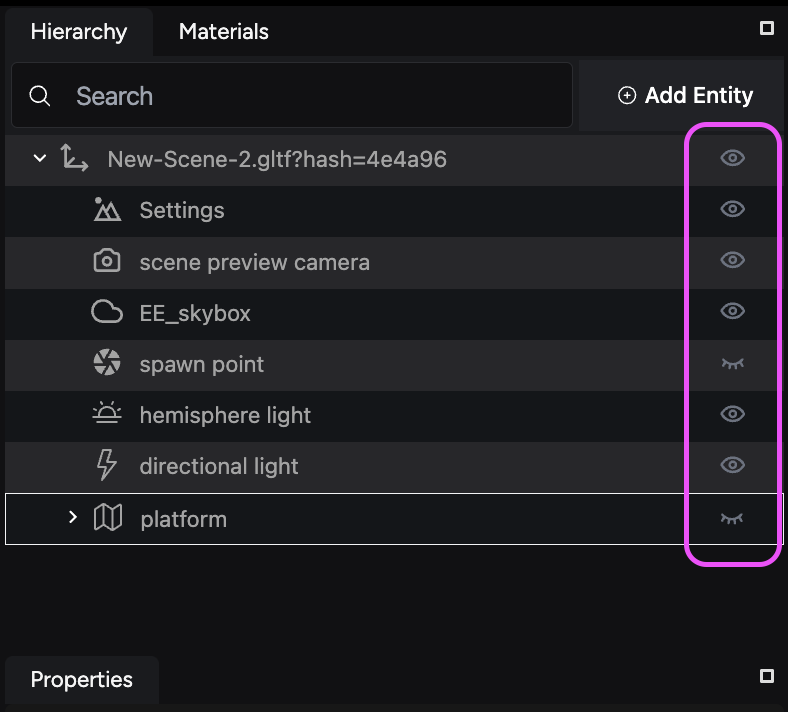 Hierarchy Materials
Search Add Entity
New-Scene-2.gltf?hash=4e4a96
Settings
scene preview camera
EE_skybox
spawn point
hemisphere light
directional light
platform
Properties